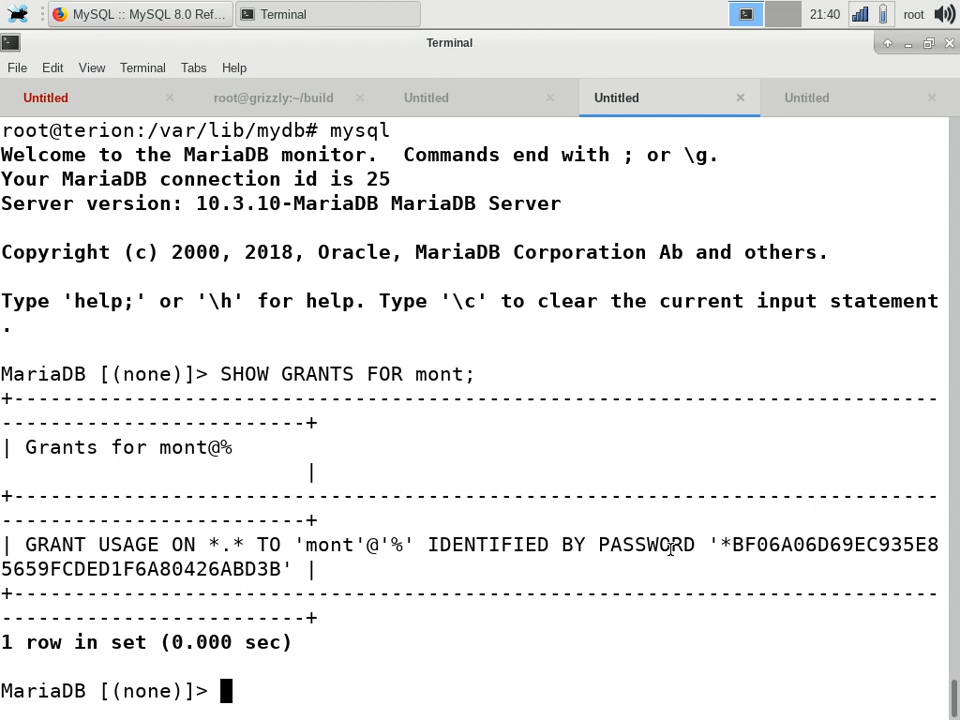 MySQL :: MySQL 8.0 Ref... Terminal 21:40 root
Terminal
File Edit View Terminal Tabs Help
Untitled root@grizzly:~/build Untitled Untitled Untitled
root@terion:/var/lib/mydb# mysql
Welcome to the MariaDB monitor.  Commands end with ; or \g.
Your MariaDB connection id is 25
Server version: 10.3.10-MariaDB MariaDB Server
Copyright (c) 2000, 2018, Oracle, MariaDB Corporation Ab and others.
Type 'help;' or '\h' for help. Type '\c' to clear the current input statement
.
MariaDB [(none)]> SHOW GRANTS FOR mont;
+-----------------------------------------------------------------------------
-------------------------+
| Grants for mont@%
                         |
+-----------------------------------------------------------------------------
-------------------------+
| GRANT USAGE ON *.* TO 'mont'@'%' IDENTIFIED BY PASSWORD '*BF06A06D69EC935E8
5659FCDED1F6A80426ABD3B' |
+-----------------------------------------------------------------------------
-------------------------+
1 row in set (0.000 sec)
MariaDB [(none)]>